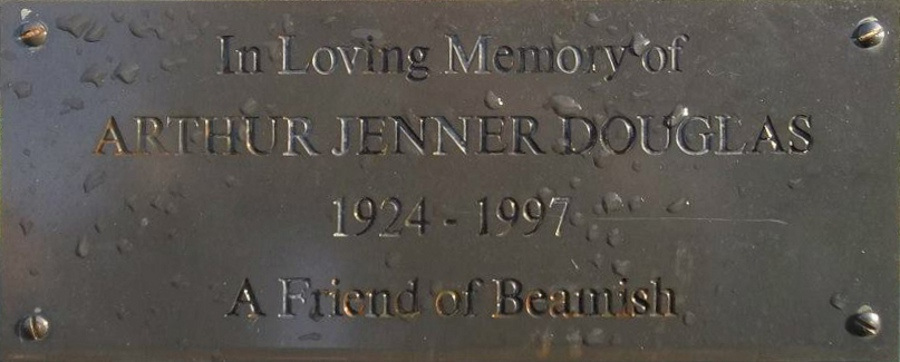 In Loving Memory of
ARTHUR JENNER DOUGLAS
1924 - 1997
A Friend of Beamish